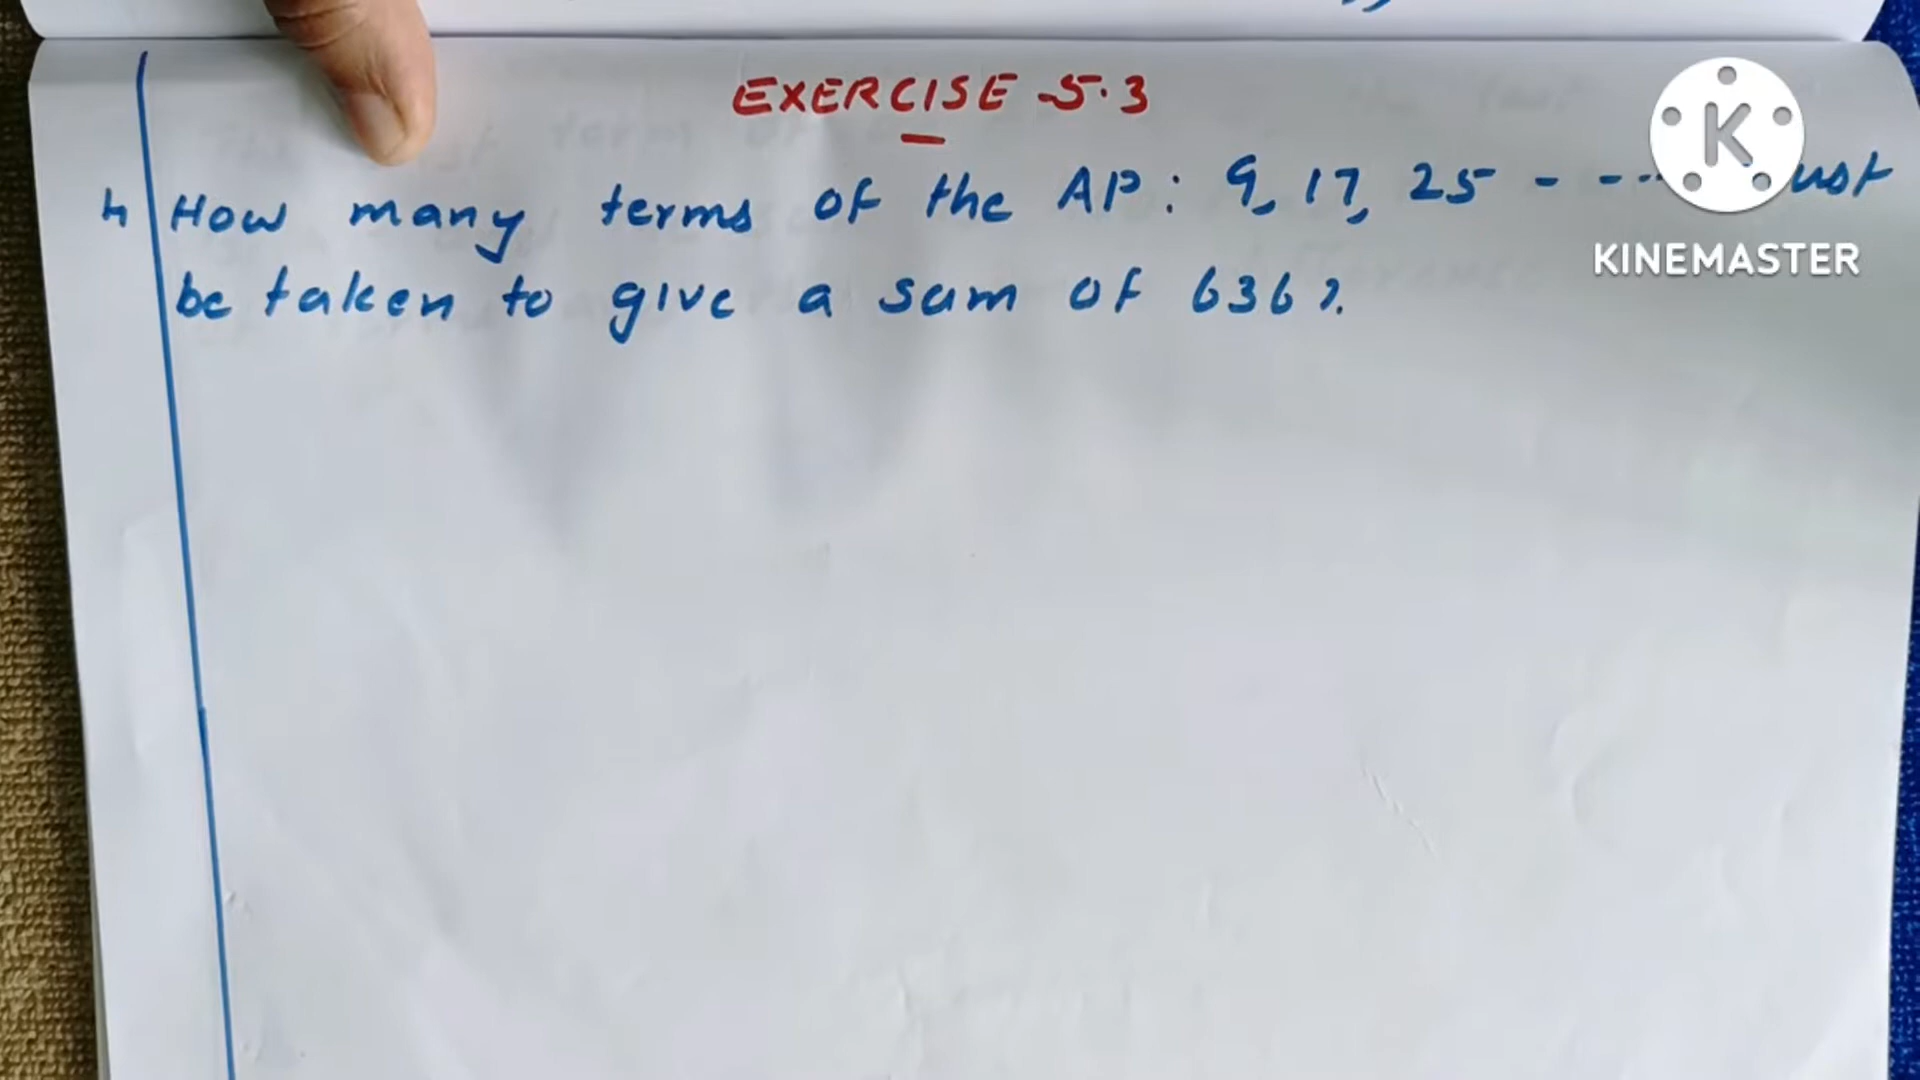 EXERCISE 5.3
4 How many terms of the AP: 9, 17, 25 - ---
be taken to give a sum of 636?
KINEMASTER